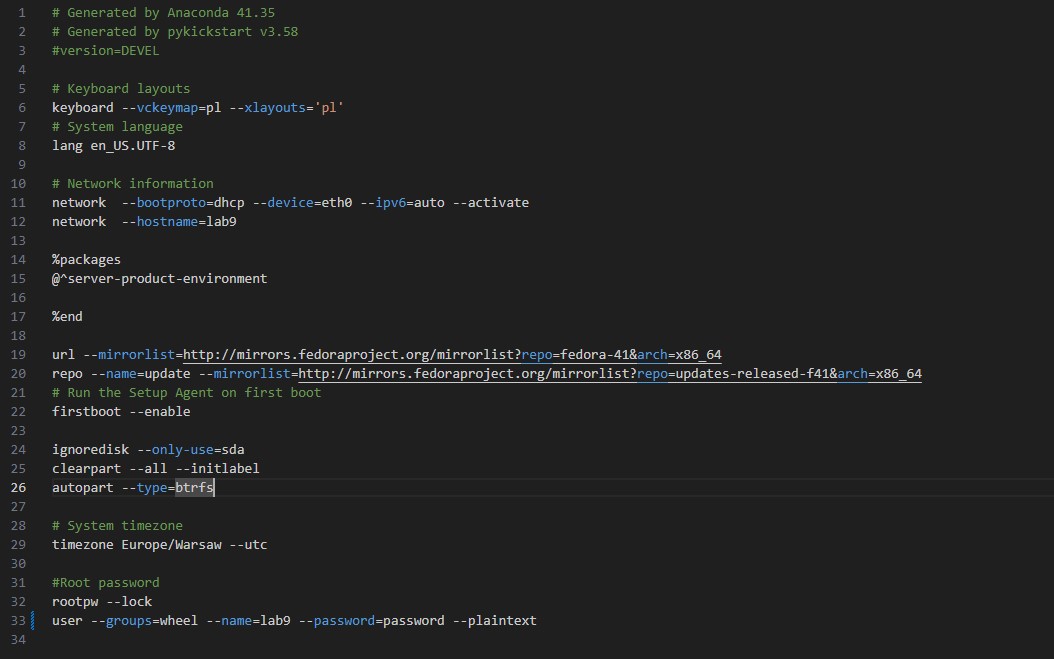 1 # Generated by Anaconda 41.35
2 # Generated by pykickstart v3.58
3 #version=DEVEL
4
5 # Keyboard layouts
6 keyboard --vckeymap=pl --xlayouts='pl'
7 # System language
8 lang en_US.UTF-8
9
10 # Network information
11 network  --bootproto=dhcp --device=eth0 --ipv6=auto --activate
12 network  --hostname=lab9
13
14 %packages
15 @^server-product-environment
16
17 %end
18
19 url --mirrorlist=http://mirrors.fedoraproject.org/mirrorlist?repo=fedora-41&arch=x86_64
20 repo --name=update --mirrorlist=http://mirrors.fedoraproject.org/mirrorlist?repo=updates-released-f41&arch=x86_64
21 # Run the Setup Agent on first boot
22 firstboot --enable
23
24 ignoredisk --only-use=sda
25 clearpart --all --initlabel
26 autopart --type=btrfs
27
28 # System timezone
29 timezone Europe/Warsaw --utc
30
31 #Root password
32 rootpw --lock
33 user --groups=wheel --name=lab9 --password=password --plaintext
34